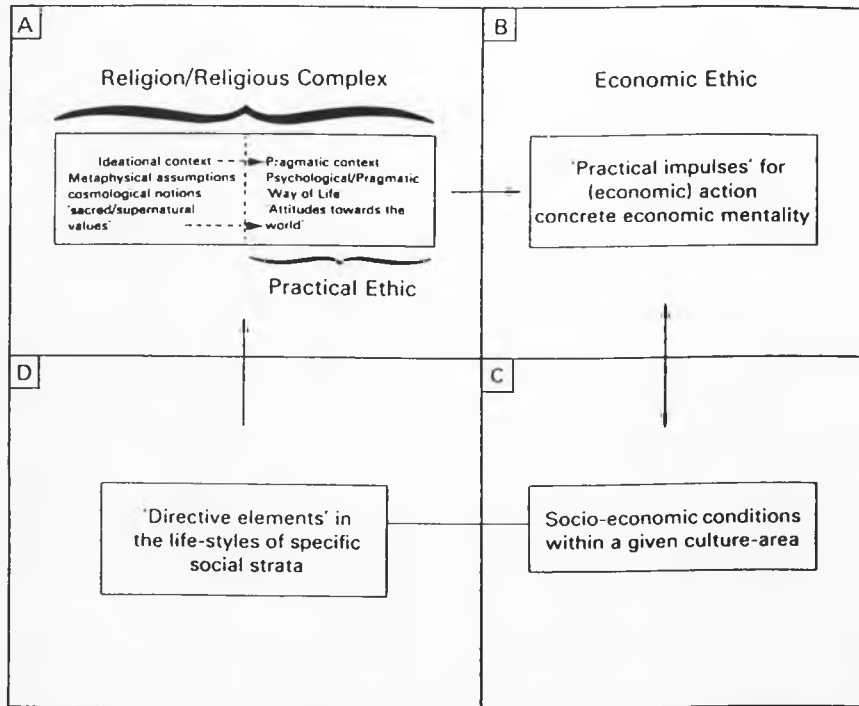 A
Religion/Religious Complex
Ideational context
Metaphysical assumptions
cosmological notions
'sacred/supernatural
values'
Pragmatic context
Psychological/Pragmatic
'Way of Life'
'Attitudes towards the
world'
Practical Ethic
B
Economic Ethic
'Practical impulses' for
(economic) action
concrete economic mentality
D
'Directive elements' in
the life-styles of specific
social strata
C
Socio-economic conditions
within a given culture-area